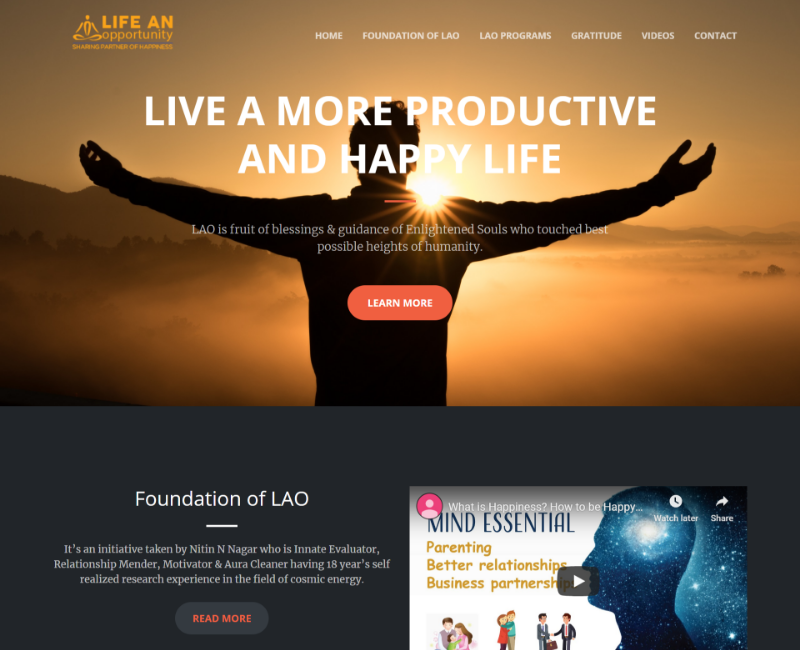 LIFE AN
opportunity
SHARING PARTNER OF HAPPINESS
HOME FOUNDATION OF LAO LAO PROGRAMS GRATITUDE VIDEOS CONTACT
LIVE A MORE PRODUCTIVE
AND HAPPY LIFE
LAO is fruit of blessings & guidance of Enlightened Souls who touched best
possible heights of humanity.
LEARN MORE
Foundation of LAO
It's an initiative taken by Nitin N Nagar who is Innate Evaluator,
Relationship Mender, Motivator & Aura Cleaner having 18 year's self
realized research experience in the field of cosmic energy.
READ MORE
What is Happiness? How to be Happy...
Watch later Share
MIND ESSENTIAL
Parenting
Better relationships
Business partnership